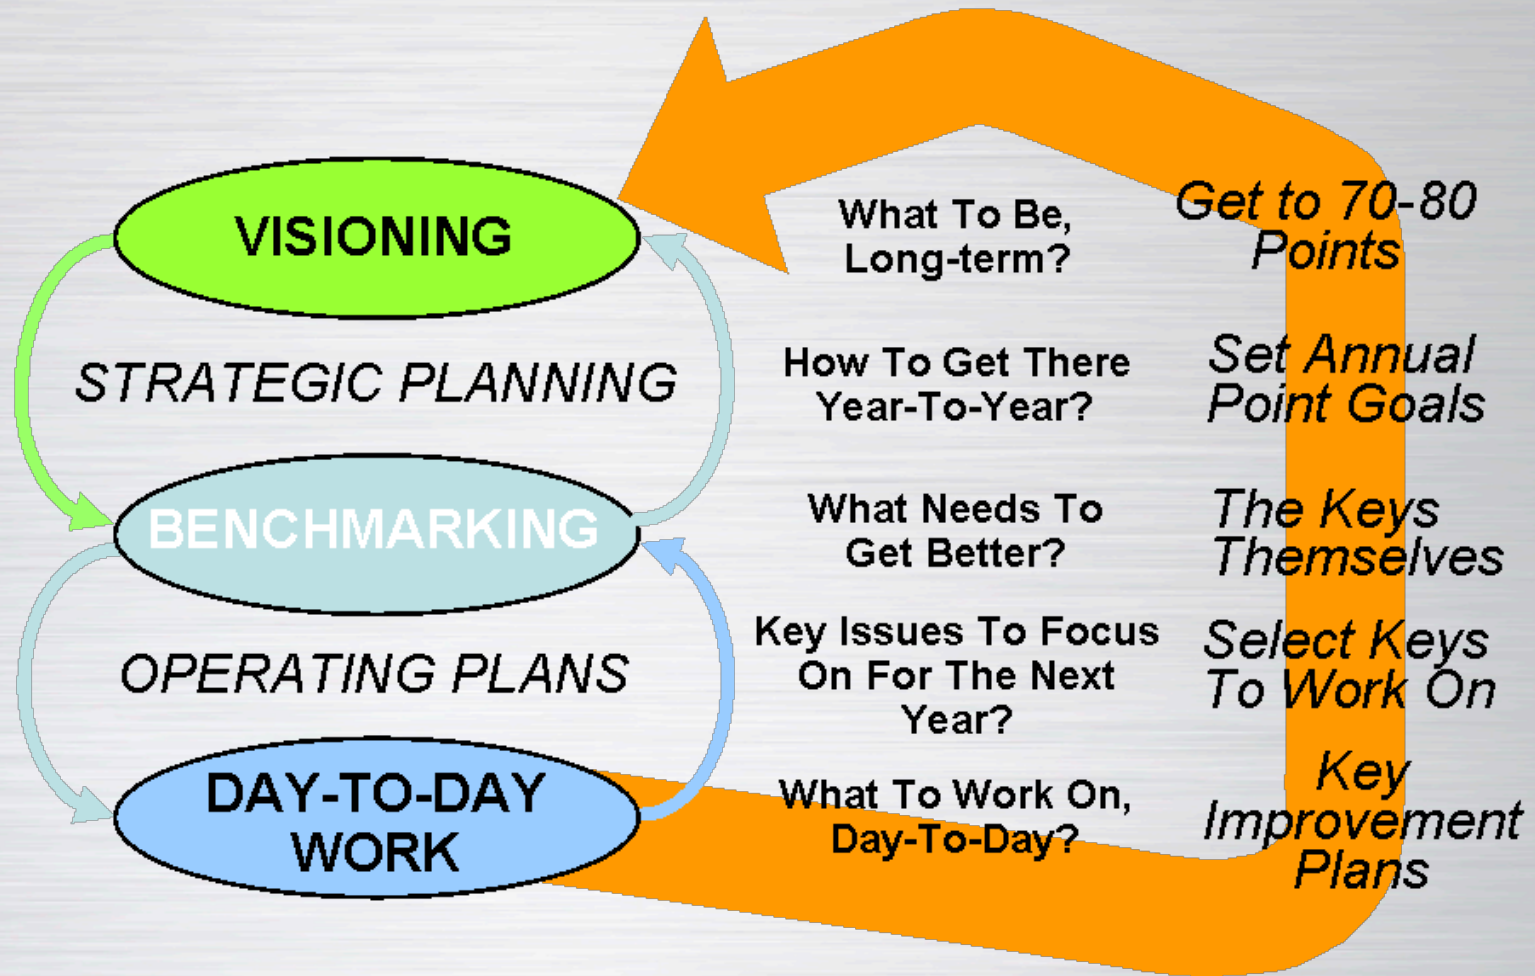 VISIONING
What To Be,
Long-term?
Get to 70-80
Points
STRATEGIC PLANNING
How To Get There
Year-To-Year?
Set Annual
Point Goals
BENCHMARKING
What Needs To
Get Better?
The Keys
Themselves
OPERATING PLANS
Key Issues To Focus
On For The Next
Year?
Select Keys
To Work On
DAY-TO-DAY
WORK
What To Work On,
Day-To-Day?
Key
Improvement
Plans